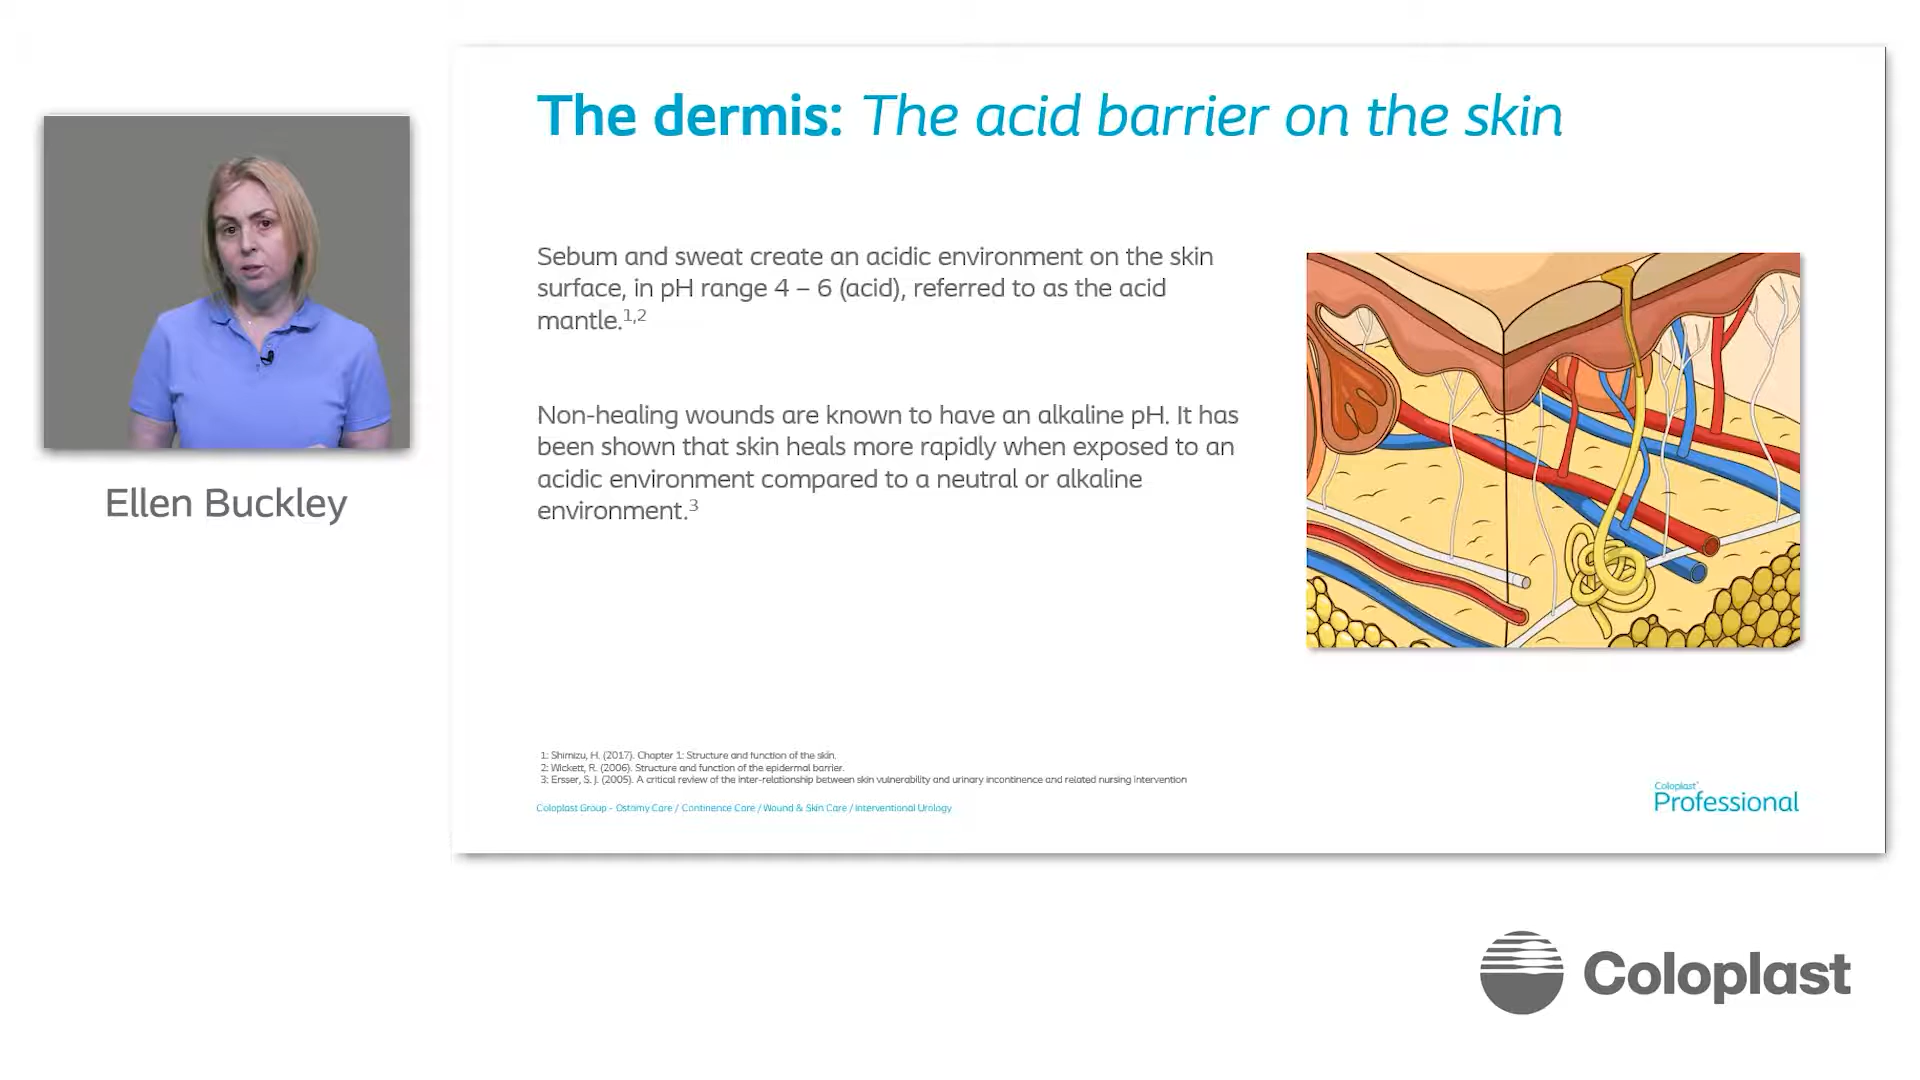 The dermis: The acid barrier on the skin
Sebum and sweat create an acidic environment on the skin
surface, in pH range 4 – 6 (acid), referred to as the acid
mantle.1,2
Non-healing wounds are known to have an alkaline pH. It has
been shown that skin heals more rapidly when exposed to an
acidic environment compared to a neutral or alkaline
environment.3
Ellen Buckley
1: Shimizu, H. (2017). Chapter 1: Structure and function of the skin.
2: Wickett, R. (2006). Structure and function of the epidermal barrier.
3: Ersser, S. J. (2005). A critical review of the inter-relationship between skin vulnerability and urinary incontinence and related nursing intervention
Coloplast Group - Ostomy Care / Continence Care / Wound & Skin Care / Interventional Urology
Coloplast®
Professional
Coloplast